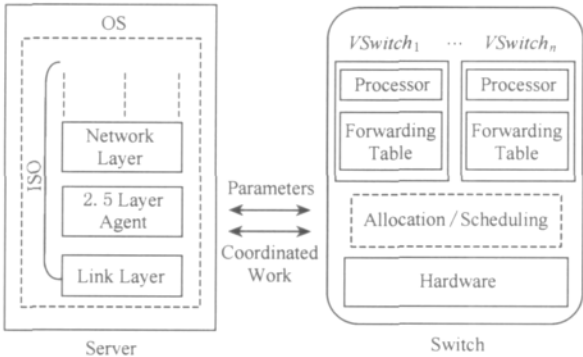 OS
ISO
Network
Layer
2.5 Layer
Agent
Link Layer
Server
Parameters
Coordinated
Work
VSwitch1 ... VSwitchn
Processor
Forwarding
Table
Processor
Forwarding
Table
Allocation/Scheduling
Hardware
Switch